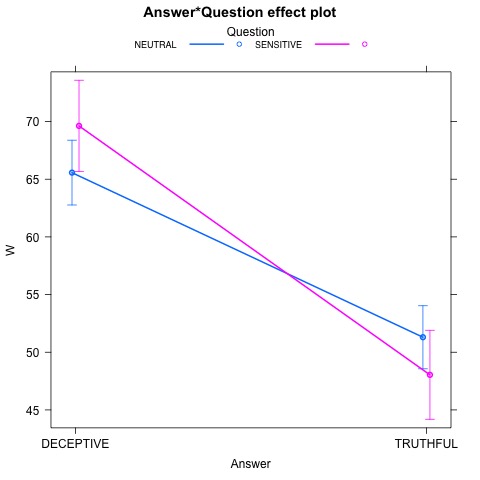 Answer*Question effect plot
Question
NEUTRAL SENSITIVE
70
65
60
55
50
45
W
DECEPTIVE TRUTHFUL
Answer